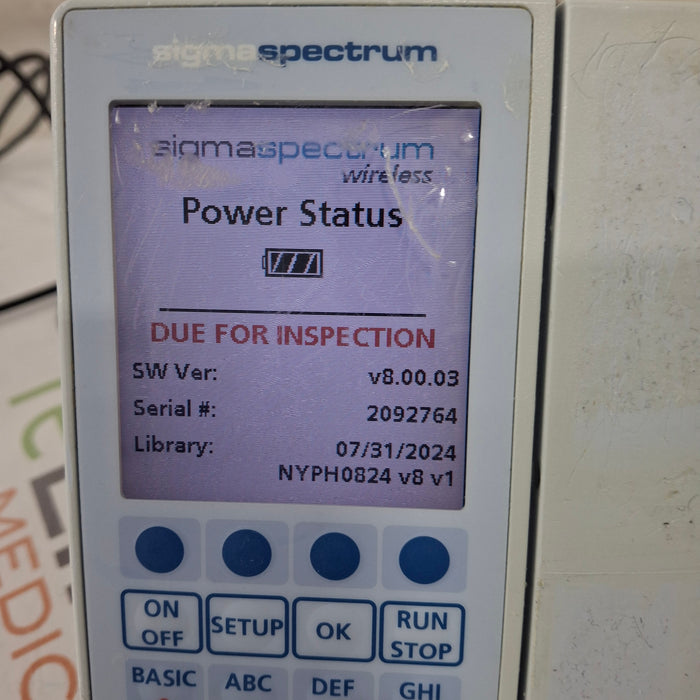 sigmaspectrum
sigmaspectrum
wireless
Power Status
DUE FOR INSPECTION
SW Ver: v8.00.03
Serial #: 2092764
Library: 07/31/2024
NYPH0824 v8 v1
ON OFF
SETUP
OK
RUN STOP
BASIC
ABC
DEF
GHI
MEDIC